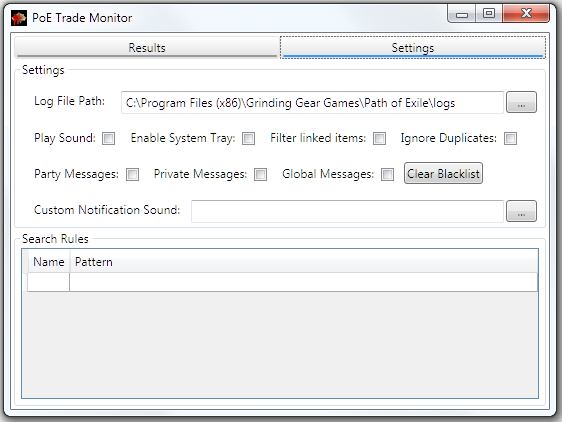 PoE Trade Monitor
Results Settings
Settings
Log File Path: C:\Program Files (x86)\Grinding Gear Games\Path of Exile\logs ...
Play Sound: Enable System Tray: Filter linked items: Ignore Duplicates:
Party Messages: Private Messages: Global Messages: Clear Blacklist
Custom Notification Sound: ...
Search Rules
Name Pattern